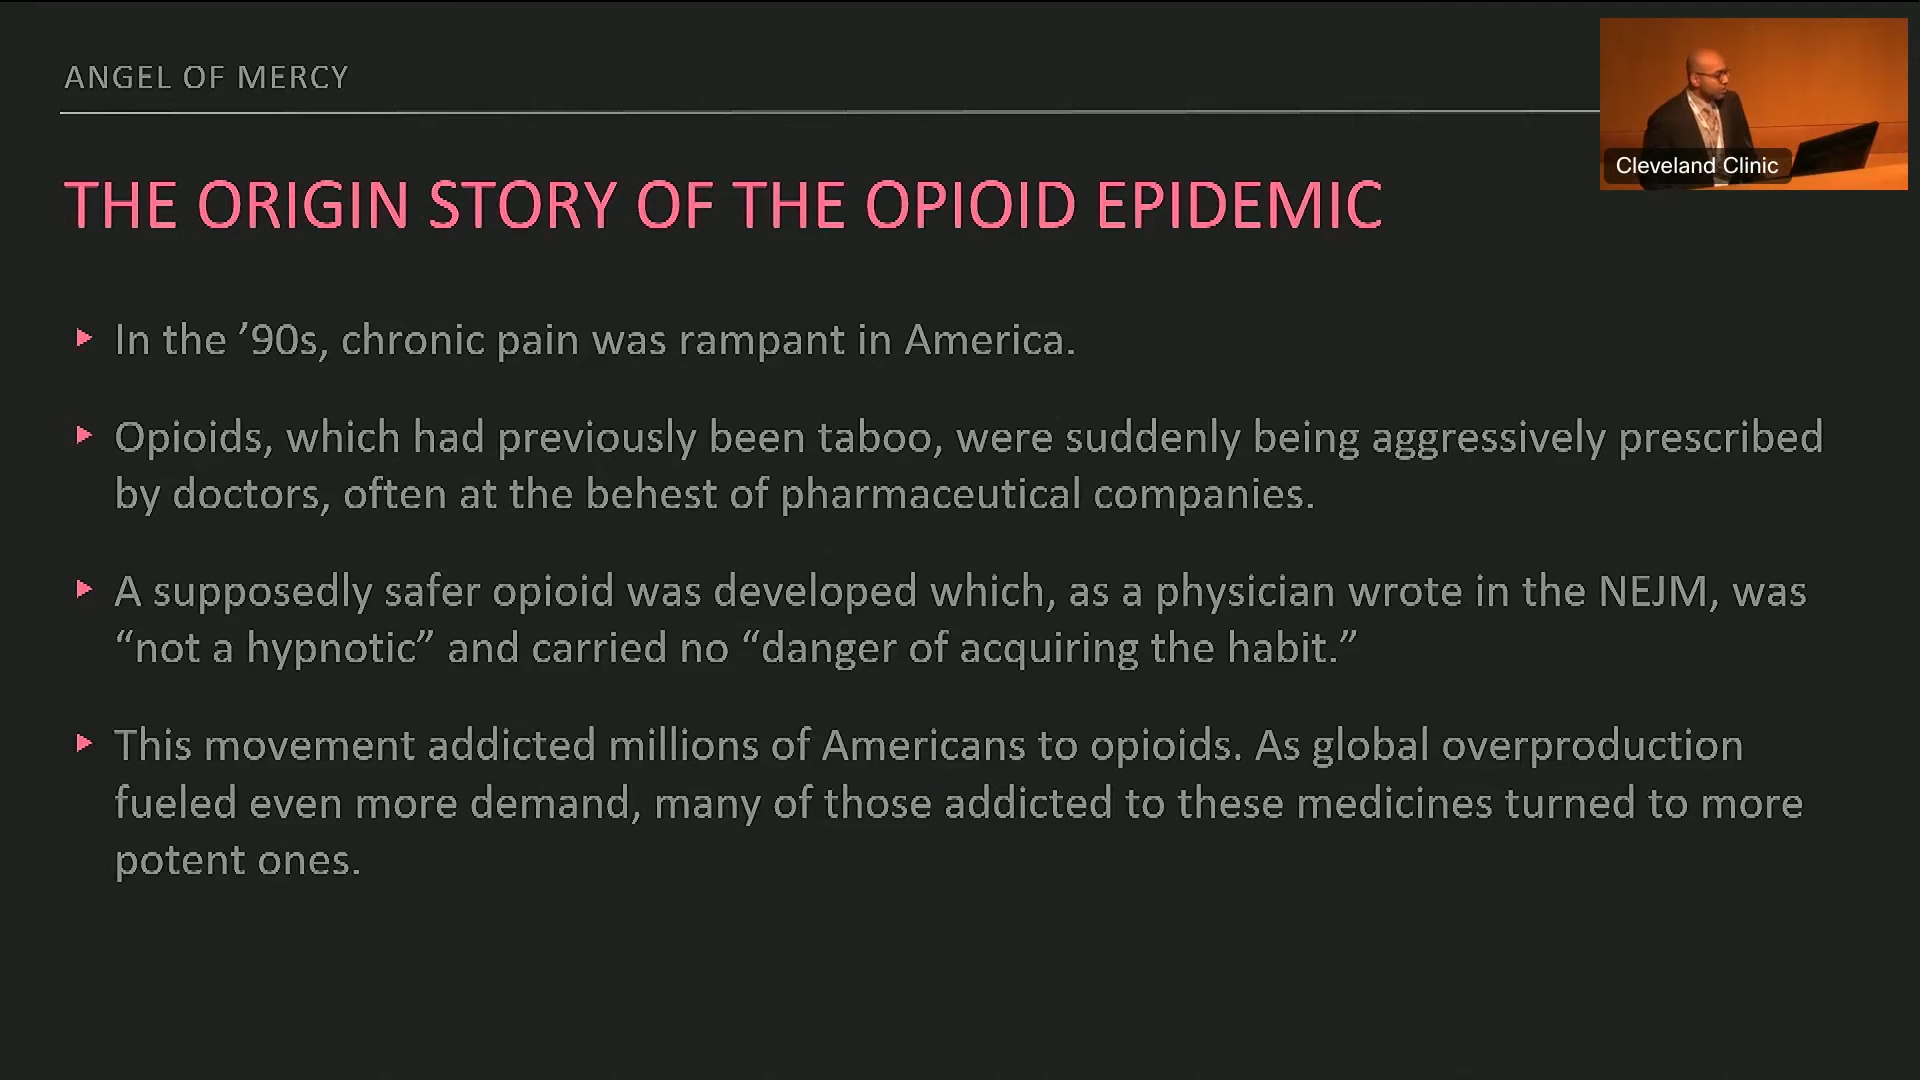 ANGEL OF MERCY
Cleveland Clinic
THE ORIGIN STORY OF THE OPIOID EPIDEMIC
In the ’90s, chronic pain was rampant in America.
Opioids, which had previously been taboo, were suddenly being aggressively prescribed
by doctors, often at the behest of pharmaceutical companies.
A supposedly safer opioid was developed which, as a physician wrote in the NEJM, was
“not a hypnotic” and carried no “danger of acquiring the habit.”
This movement addicted millions of Americans to opioids. As global overproduction
fueled even more demand, many of those addicted to these medicines turned to more
potent ones.